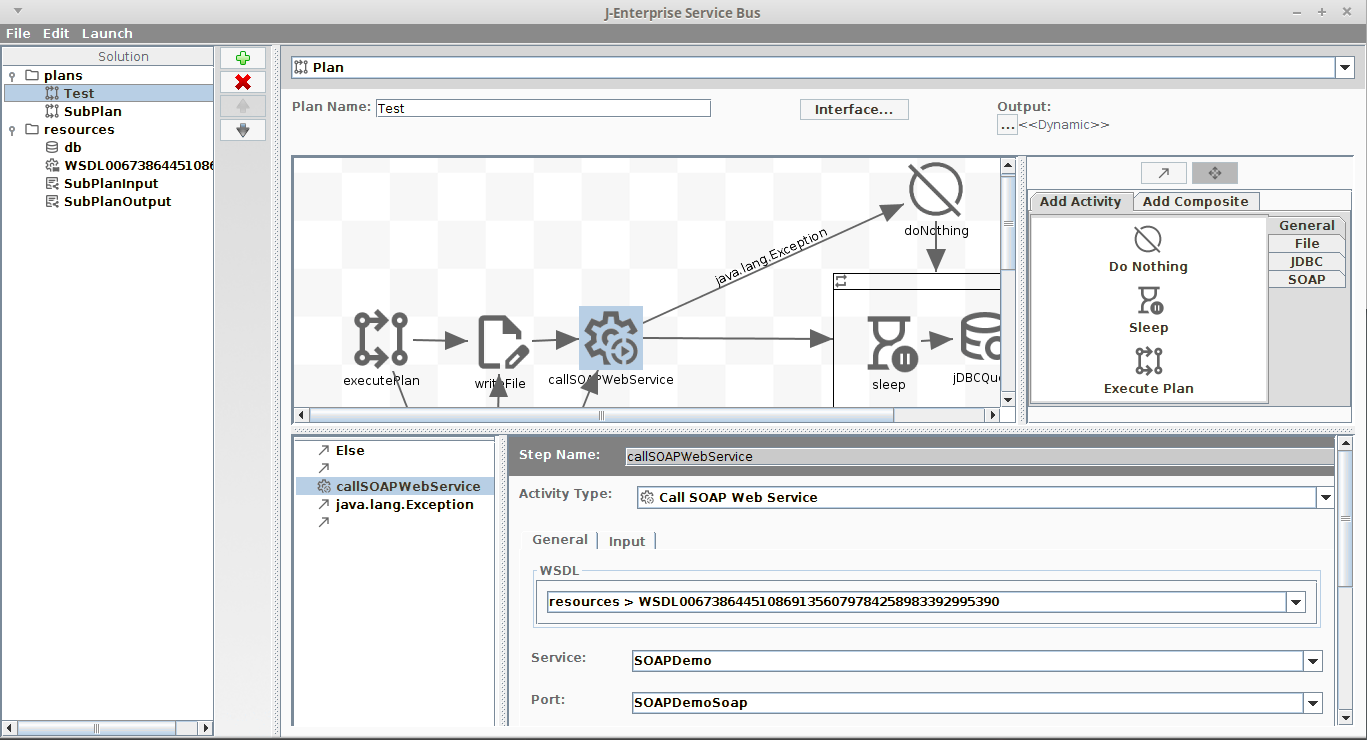 J-Enterprise Service Bus
File Edit Launch
Solution
plans
Test
SubPlan
resources
db
WSDL0067386445108
SubPlanInput
SubPlanOutput
Plan
Plan Name: Test
Interface...
Output:
... <<Dynamic>>
java.lang.Exception
doNothing
executePlan
writeFile
callSOAPWebService
sleep
jDBCQu
Add Activity
Add Composite
Do Nothing
Sleep
Execute Plan
General
File
JDBC
SOAP
Else
callSOAPWebService
java.lang.Exception
Step Name: callSOAPWebService
Activity Type: Call SOAP Web Service
General
Input
WSDL
resources > WSDL00673864451086913560797842589833929953​90
Service: SOAPDemo
Port: SOAPDemoSoap